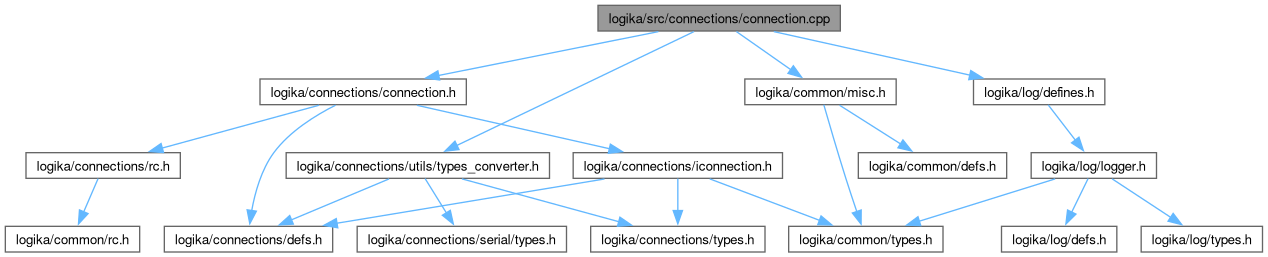 logika/src/connections/connection.cpp
logika/connections/connection.h
logika/common/misc.h
logika/log/defines.h
logika/connections/rc.h
logika/connections/utils/types_converter.h
logika/connections/iconnection.h
logika/common/defs.h
logika/log/logger.h
logika/common/rc.h
logika/connections/defs.h
logika/connections/serial/types.h
logika/connections/types.h
logika/common/types.h
logika/log/defs.h
logika/log/types.h